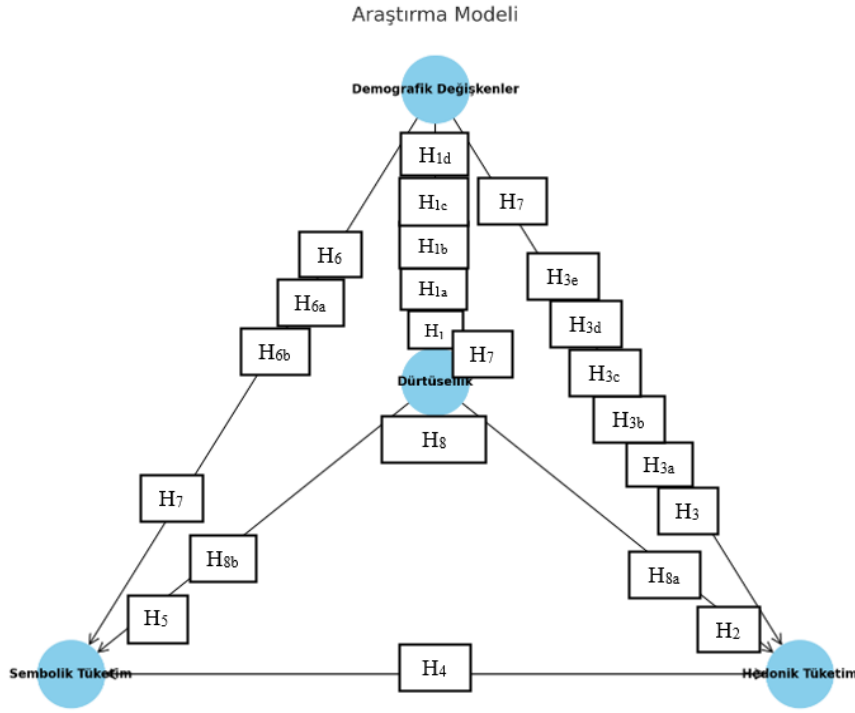 Araştırma Modeli
Demografik Değişkenler
H1d
H1c
H7
H1b
H6
H3e
H1a
H6a
H3d
H1
H6b
H7
H3c
Dürtüsellik
H3b
H8
H3a
H7
H3
H8b
H8a
H5
H2
Sembolik Tüketim
H4
Hedonik Tüketim